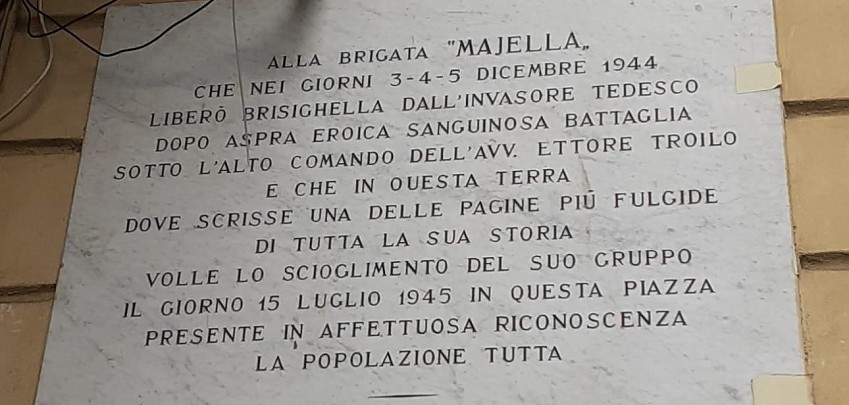 ALLA BRIGATA "MAJELLA„
CHE NEI GIORNI 3-4-5 DICEMBRE 1944
LIBERÒ BRISIGHELLA DALL'INVASORE TEDESCO
DOPO ASPRA EROICA SANGUINOSA BATTAGLIA
SOTTO L'ALTO COMANDO DELL'AVV. ETTORE TROILO
E CHE IN QUESTA TERRA
DOVE SCRISSE UNA DELLE PAGINE PIÙ FULGIDE
DI TUTTA LA SUA STORIA
VOLLE LO SCIOGLIMENTO DEL SUO GRUPPO
IL GIORNO 15 LUGLIO 1945 IN QUESTA PIAZZA
PRESENTE IN AFFETTUOSA RICONOSCENZA
LA POPOLAZIONE TUTTA